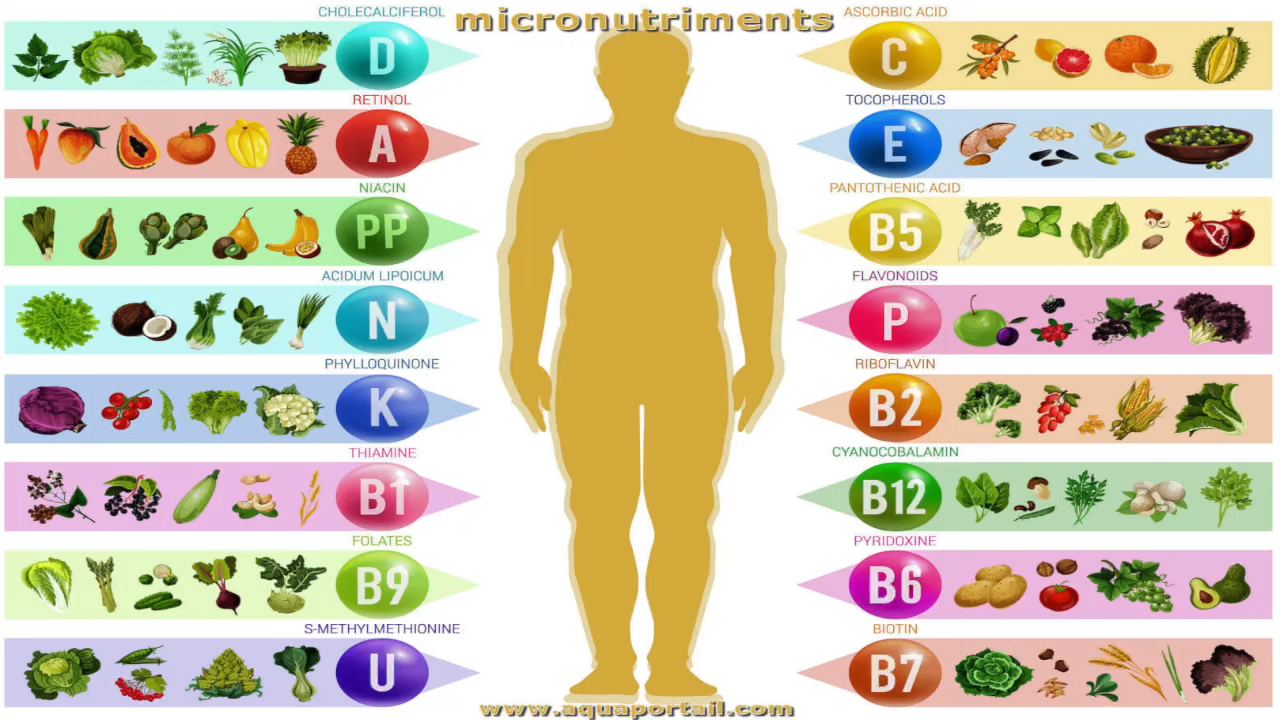 micronutriments
CHOLECALCIFEROL
D
RETINOL
A
NIACIN
PP
ACIDUM LIPOICUM
N
PHYLLOQUINONE
K
THIAMINE
B1
FOLATES
B9
S-METHYLMETHIONINE
U
ASCORBIC ACID
C
TOCOPHEROLS
E
PANTOTHENIC ACID
B5
FLAVONOIDS
P
RIBOFLAVIN
B2
CYANOCOBALAMIN
B12
PYRIDOXINE
B6
BIOTIN
B7
www.aquaportail.com